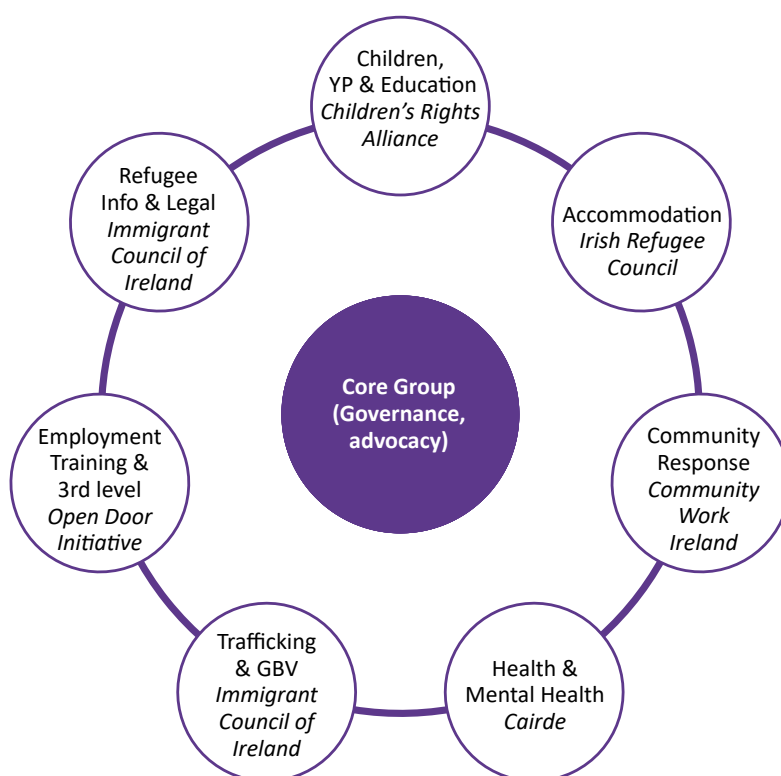 Children,
YP & Education
Children’s Rights
Alliance
Refugee
Info & Legal
Immigrant
Council of
Ireland
Accommodation
Irish Refugee
Council
Core Group
(Governance,
advocacy)
Employment
Training &
3rd level
Open Door
Initiative
Community
Response
Community
Work
Ireland
Trafficking
& GBV
Immigrant
Council of
Ireland
Health &
Mental Health
Cairde